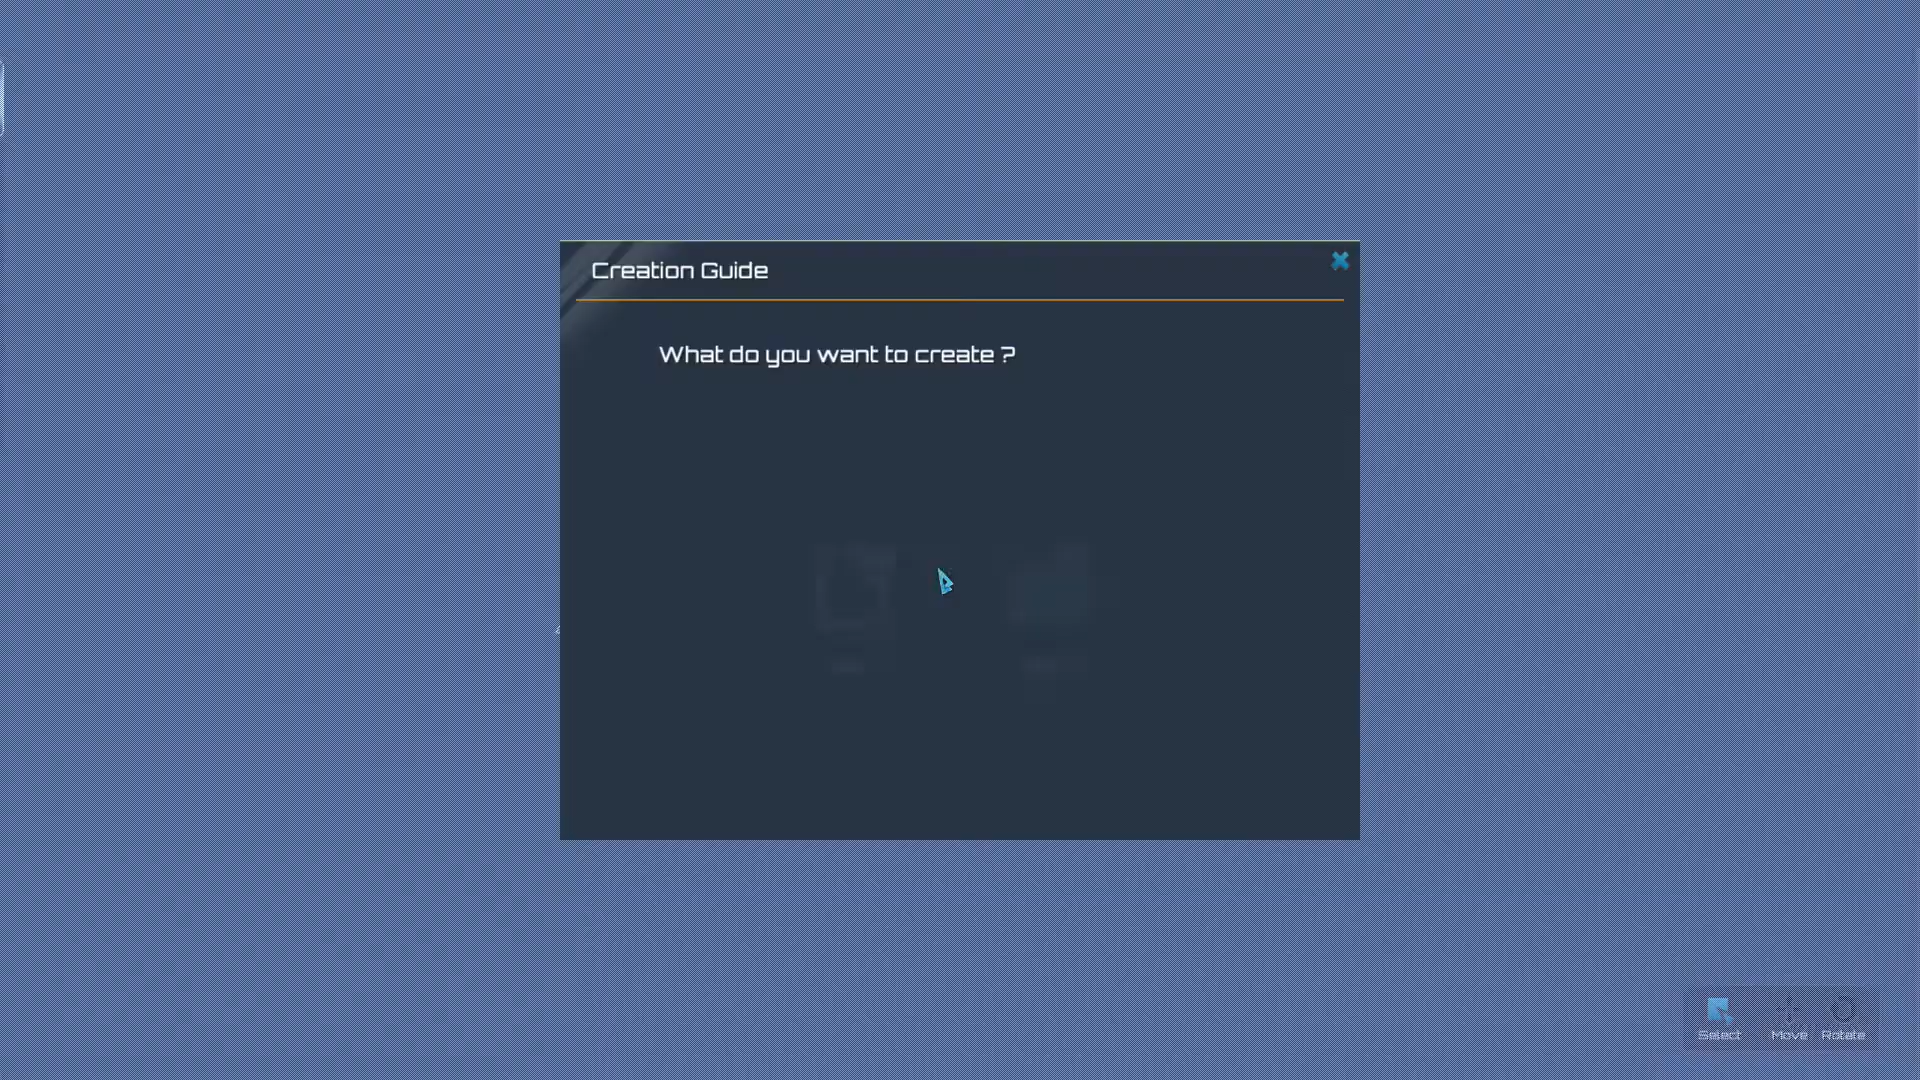 Creation Guide
What do you want to create ?
Select
Move
Rotate